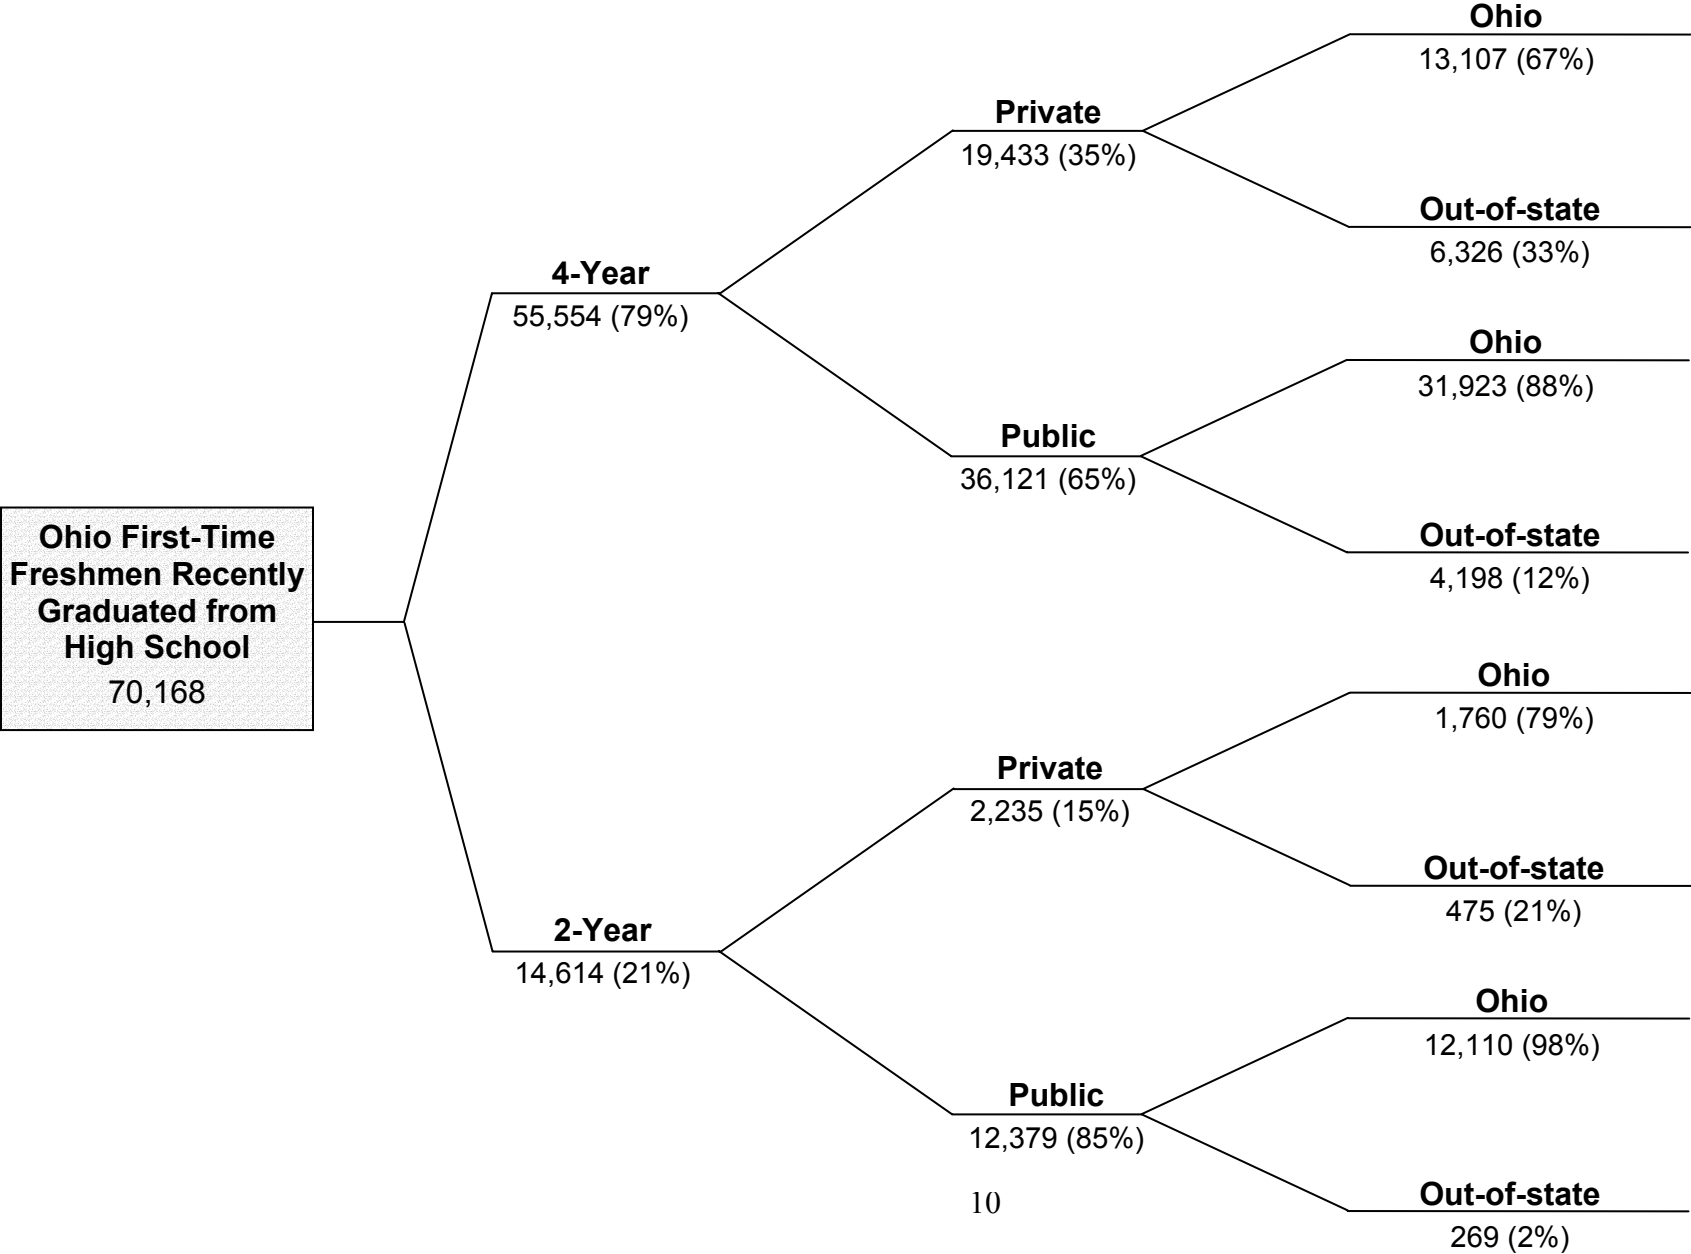 Ohio First-Time
Freshmen Recently
Graduated from
High School
70,168
4-Year
55,554 (79%)
Private
19,433 (35%)
Ohio
13,107 (67%)
Out-of-state
6,326 (33%)
Public
36,121 (65%)
Ohio
31,923 (88%)
Out-of-state
4,198 (12%)
2-Year
14,614 (21%)
Private
2,235 (15%)
Ohio
1,760 (79%)
Out-of-state
475 (21%)
Public
12,379 (85%)
Ohio
12,110 (98%)
Out-of-state
269 (2%)
10